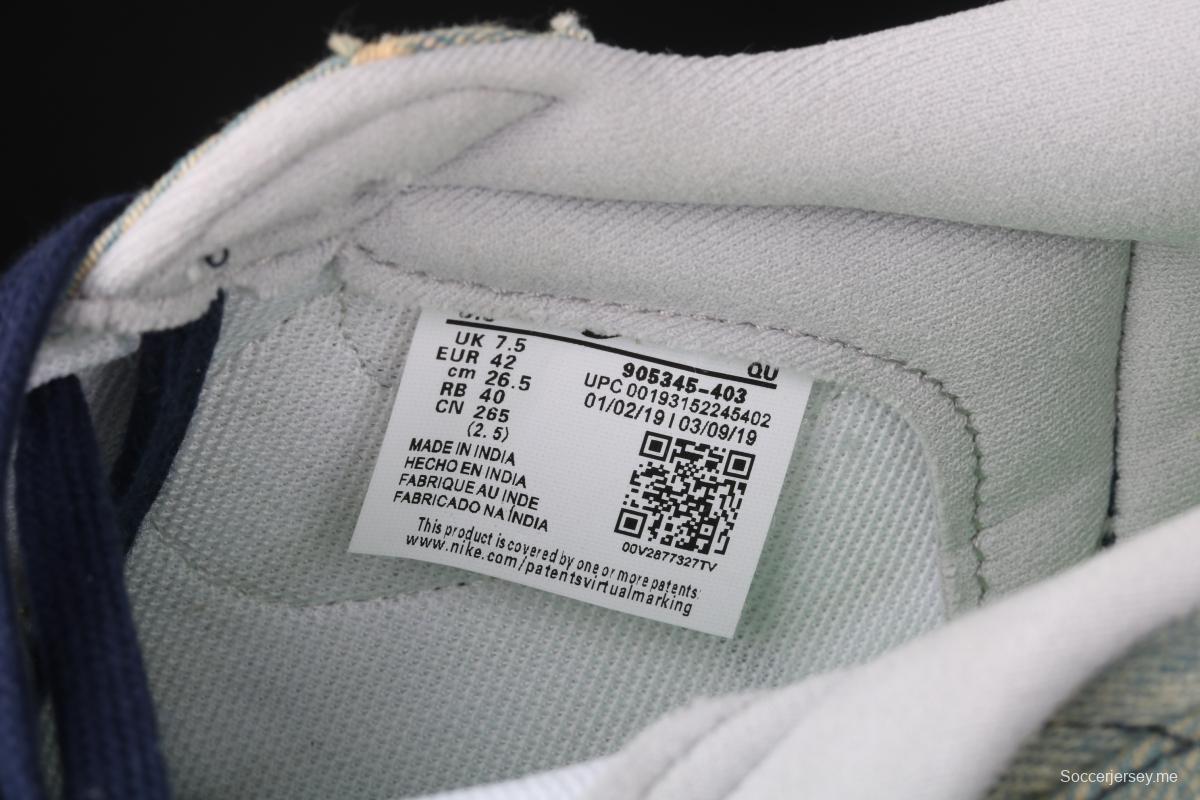 UK 7.5
EUR 42
cm 26.5
RB 40
CN 265
(2.5)
MADE IN INDIA
HECHO EN INDIA
FABRIQUE AU INDE
FABRICADO NA ÍNDIA
QU
905345-403
UPC 00193152245402
01/02/19 | 03/09/19
00V2877327TV
This product is covered by one or more patents:
www.nike.com/patentsvirtualmarking
Soccerjersey.me